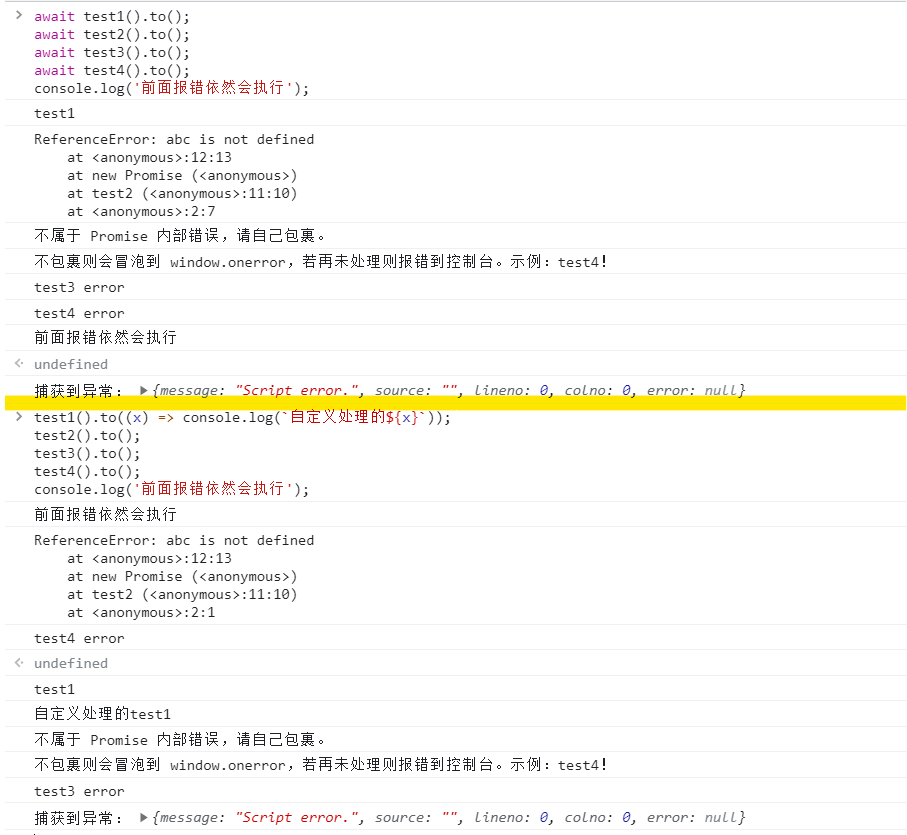 > await test1().to();
await test2().to();
await test3().to();
await test4().to();
console.log('前面报错依然会执行');
test1
ReferenceError: abc is not defined
    at <anonymous>:12:13
    at new Promise (<anonymous>)
    at test2 (<anonymous>:11:10)
    at <anonymous>:2:7
不属于 Promise 内部错误，请自己包裹。
不包裹则会冒泡到 window.onerror，若再未处理则报错到控制台。示例：test4！
test3 error
test4 error
前面报错依然会执行
undefined
捕获到异常： ▶{message: "Script error.", source: "", lineno: 0, colno: 0, error: null}
> test1().to((x) => console.log(`自定义处理的${x}`));
test2().to();
test3().to();
test4().to();
console.log('前面报错依然会执行');
前面报错依然会执行
ReferenceError: abc is not defined
    at <anonymous>:12:13
    at new Promise (<anonymous>)
    at test2 (<anonymous>:11:10)
    at <anonymous>:2:1
test4 error
undefined
test1
自定义处理的test1
不属于 Promise 内部错误，请自己包裹。
不包裹则会冒泡到 window.onerror，若再未处理则报错到控制台。示例：test4！
test3 error
捕获到异常： ▶{message: "Script error.", source: "", lineno: 0, colno: 0, error: null}